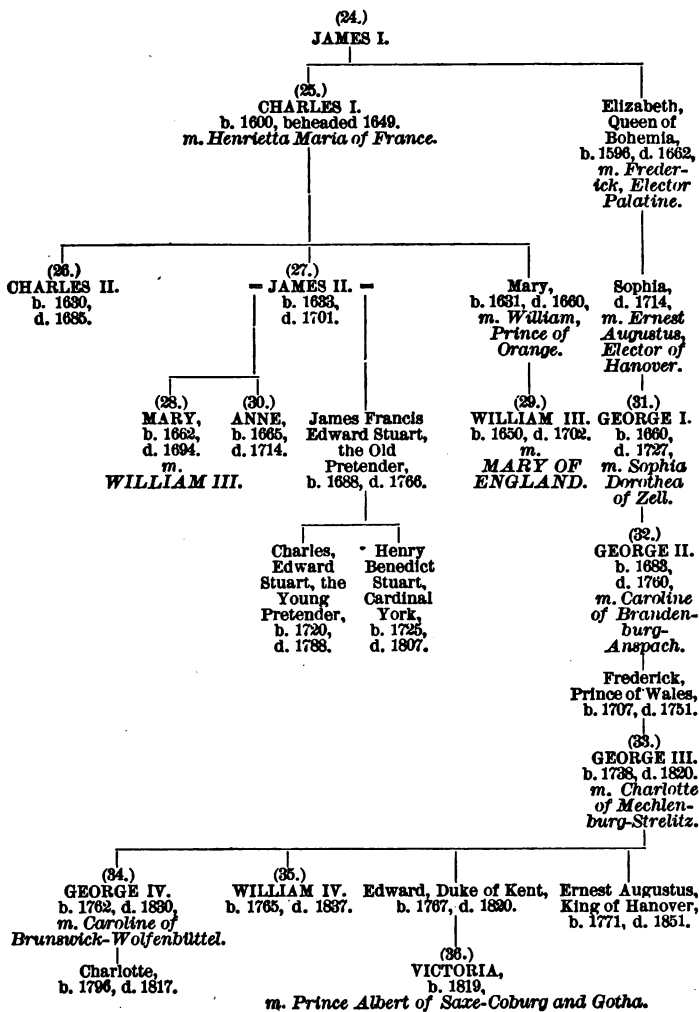 (24.)
JAMES I.
(25.)
CHARLES I.
b. 1600, beheaded 1649.
m. Henrietta Maria of France.
Elizabeth,
Queen of
Bohemia,
b. 1596, d. 1662,
m. Freder-
ick, Elector
Palatine.
(26.)
CHARLES II.
b. 1630,
d. 1685.
(27.)
JAMES II.
b. 1633,
d. 1701.
Mary,
b. 1631, d. 1660,
m. William,
Prince of
Orange.
Sophia,
d. 1714,
m. Ernest
Augustus,
Elector of
Hanover.
(28.)
MARY,
b. 1662,
d. 1694.
m.
WILLIAM III.
(30.)
ANNE,
b. 1665,
d. 1714.
James Francis
Edward Stuart,
the Old
Pretender,
b. 1688, d. 1766.
(29.)
WILLIAM III.
b. 1650, d. 1702.
m.
MARY OF
ENGLAND.
(31.)
GEORGE I.
b. 1660,
d. 1727,
m. Sophia
Dorothea
of Zell.
Charles,
Edward
Stuart, the
Young
Pretender,
b. 1720,
d. 1788.
Henry
Benedict
Stuart,
Cardinal
York,
b. 1725,
d. 1807.
(32.)
GEORGE II.
b. 1683,
d. 1760,
m. Caroline
of Branden-
burg-
Anspach.
Frederick,
Prince of Wales,
b. 1707, d. 1751.
(33.)
GEORGE III.
b. 1738, d. 1820.
m. Charlotte
of Mechlen-
burg-Strelitz.
(34.)
GEORGE IV.
b. 1762, d. 1830,
m. Caroline of
Brunswick-Wolfenbüttel.
Charlotte,
b. 1796, d. 1817.
(35.)
WILLIAM IV.
b. 1765, d. 1837.
Edward, Duke of Kent,
b. 1767, d. 1820.
Ernest Augustus,
King of Hanover,
b. 1771, d. 1851.
(36.)
VICTORIA,
b. 1819,
m. Prince Albert of Saxe-Coburg and Gotha.